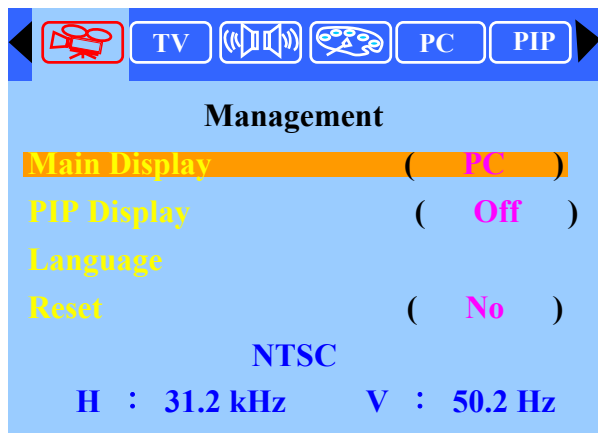 TV PC PIP
Management
Main Display ( PC )
PIP Display ( Off )
Language
Reset ( No )
NTSC
H : 31.2 kHz V : 50.2 Hz